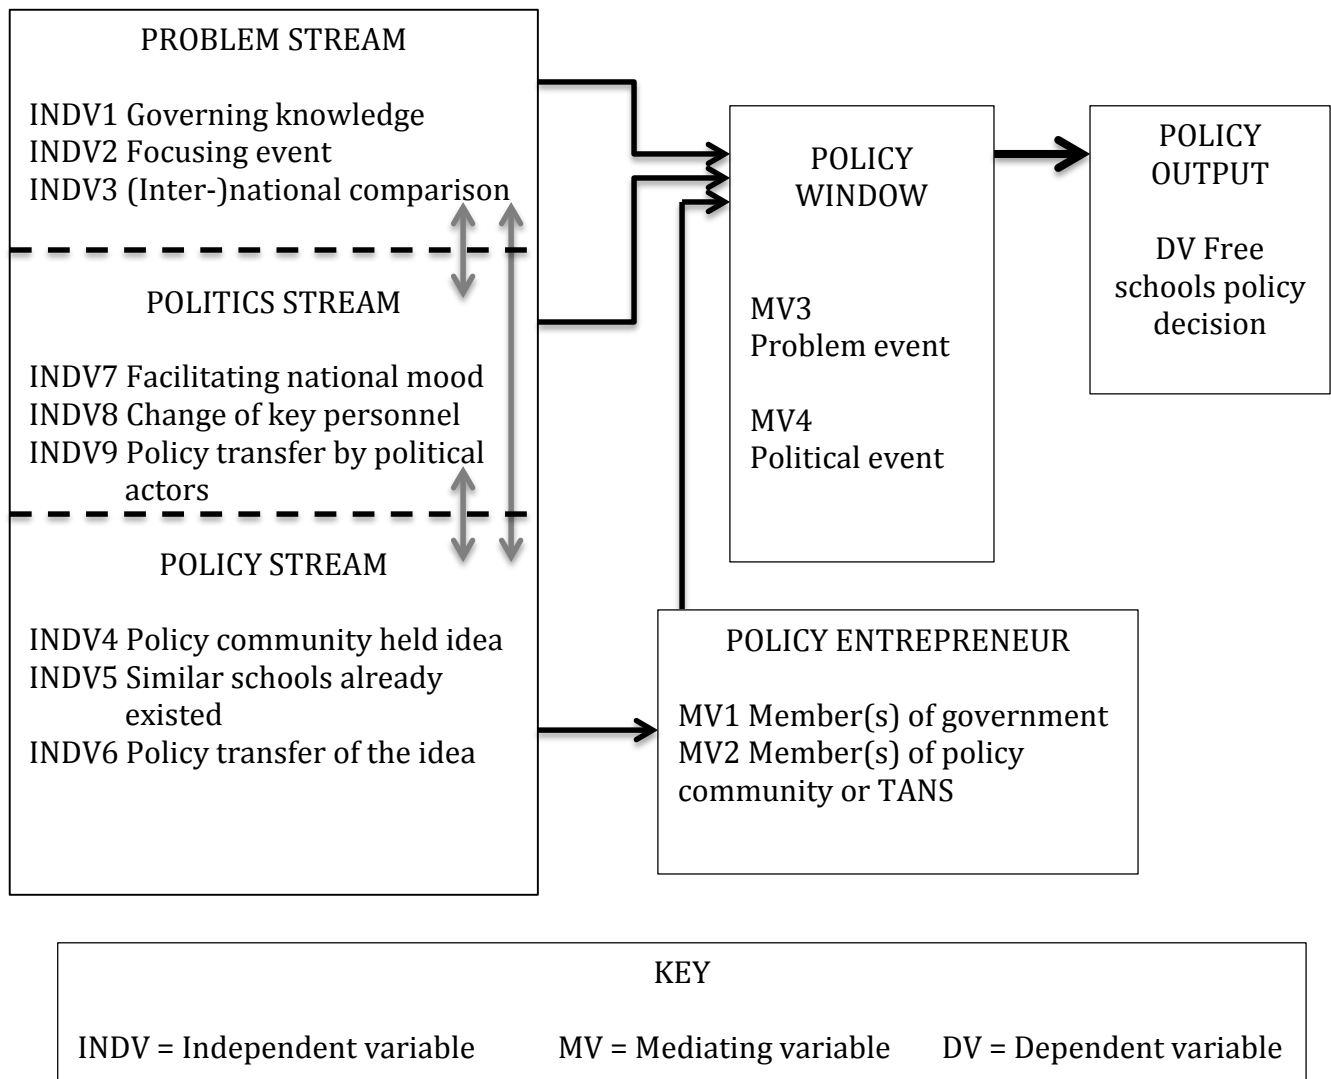 PROBLEM STREAM
INDV1 Governing knowledge
INDV2 Focusing event
INDV3 (Inter-)national comparison
POLITICS STREAM
INDV7 Facilitating national mood
INDV8 Change of key personnel
INDV9 Policy transfer by political
actors
POLICY STREAM
INDV4 Policy community held idea
INDV5 Similar schools already
existed
INDV6 Policy transfer of the idea
POLICY
WINDOW
MV3
Problem event
MV4
Political event
POLICY
OUTPUT
DV Free
schools policy
decision
POLICY ENTREPRENEUR
MV1 Member(s) of government
MV2 Member(s) of policy
community or TANS
KEY
INDV = Independent variable MV = Mediating variable DV = Dependent variable